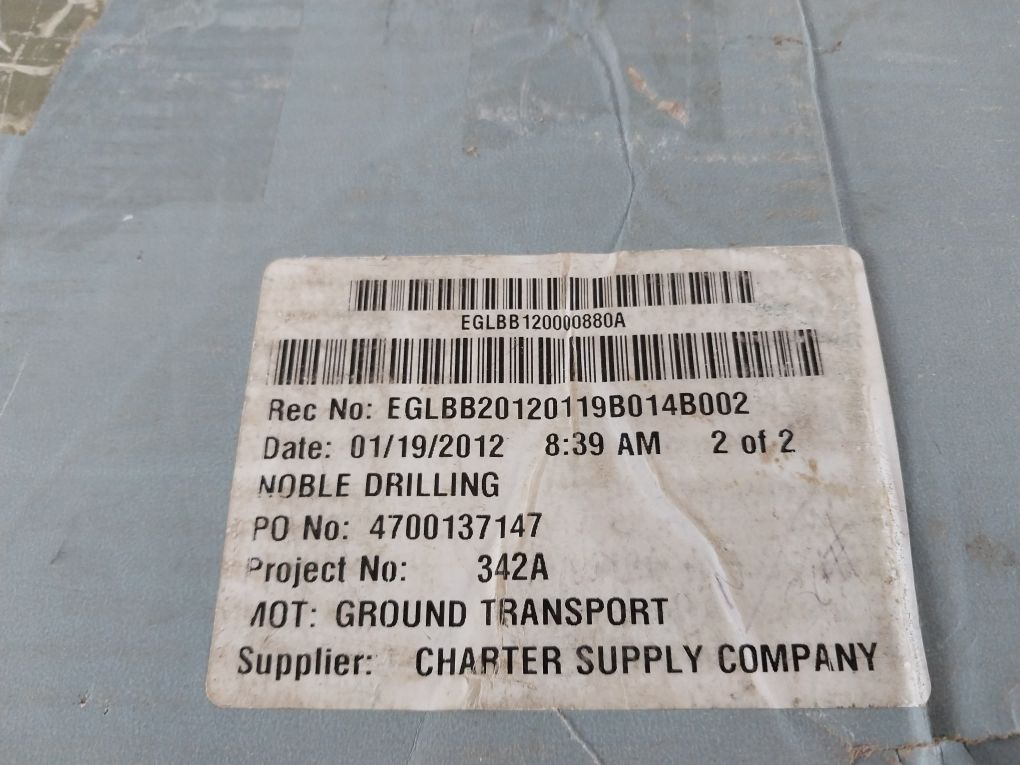 EGLBB120000880A
Rec No: EGLBB20120119B014B002
Date: 01/19/2012 8:39 AM 2 of 2
NOBLE DRILLING
PO No: 4700137147
Project No: 342A
MOT: GROUND TRANSPORT
Supplier: CHARTER SUPPLY COMPANY